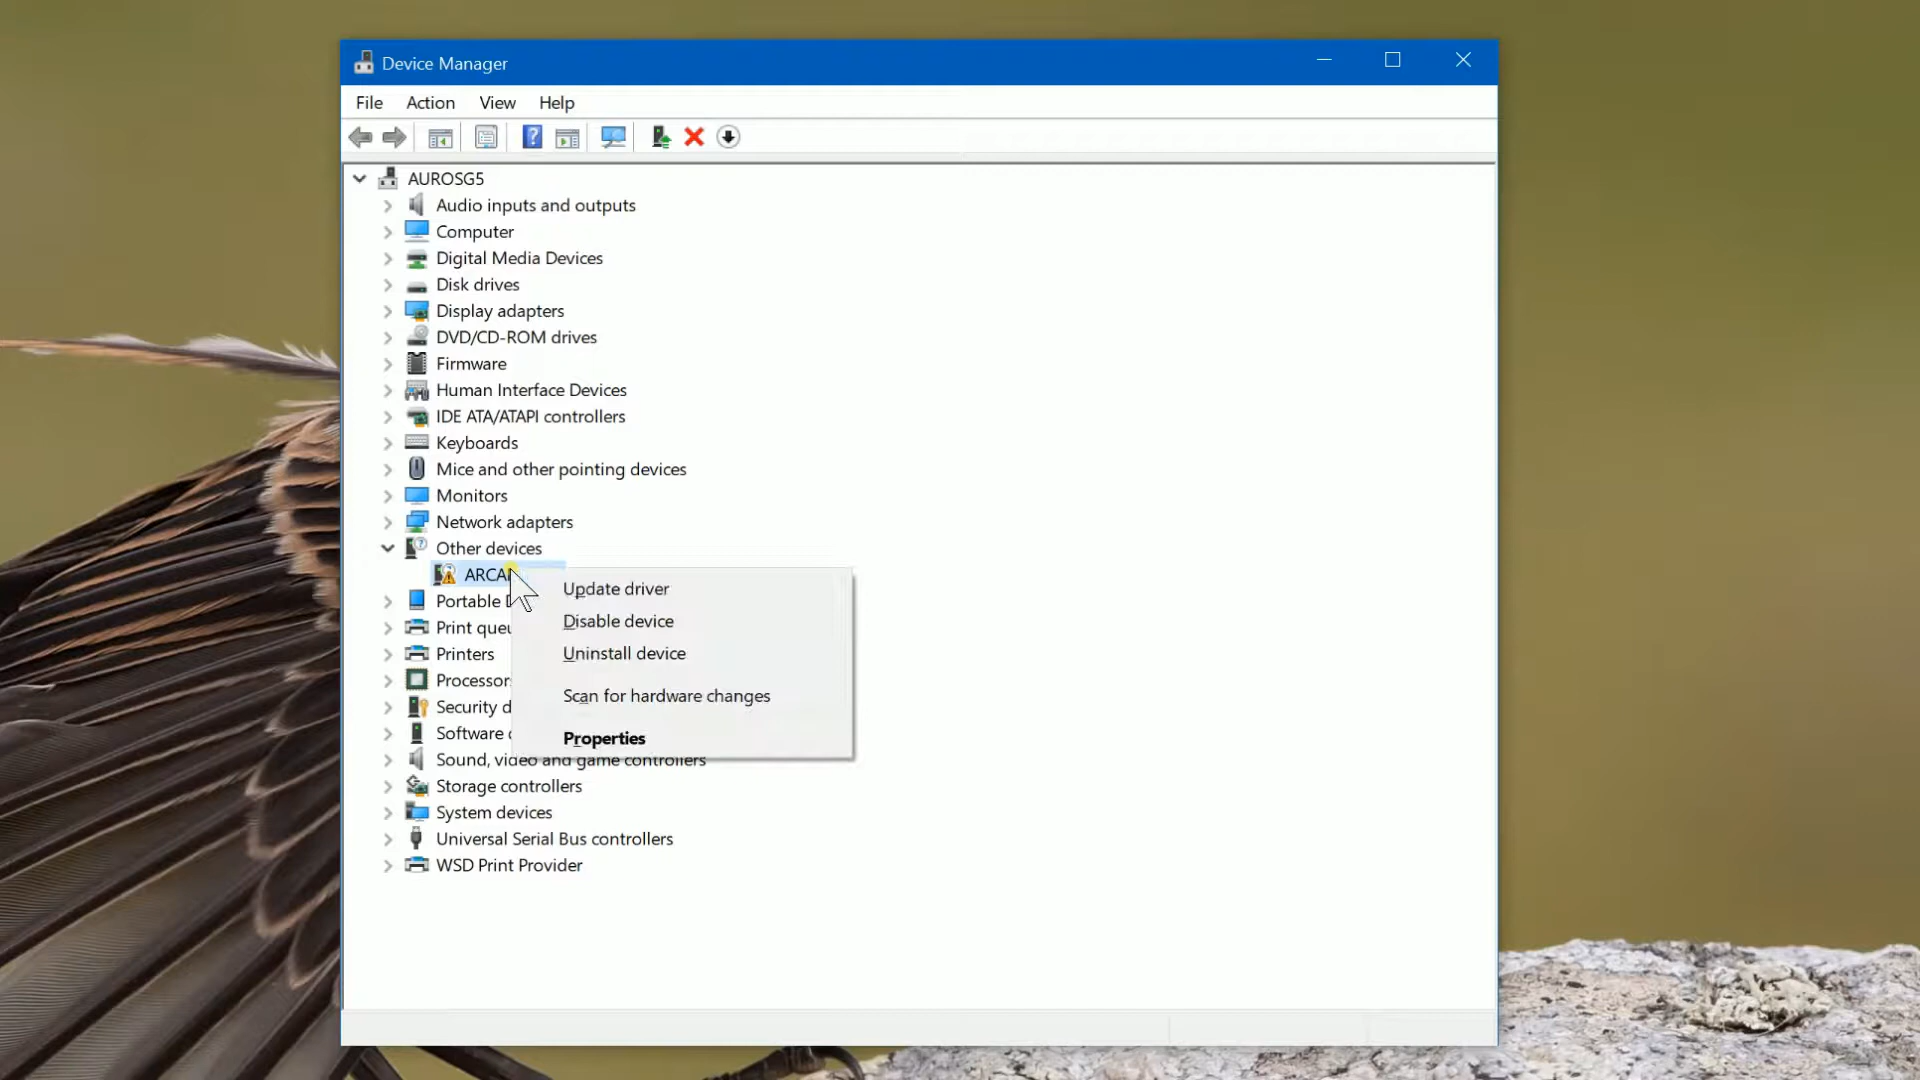 Device Manager
File Action View Help
AUROSG5
Audio inputs and outputs
Computer
Digital Media Devices
Disk drives
Display adapters
DVD/CD-ROM drives
Firmware
Human Interface Devices
IDE ATA/ATAPI controllers
Keyboards
Mice and other pointing devices
Monitors
Network adapters
Other devices
Update driver
Portable
Disable device
Print
Uninstall device
Printers
Scan for hardware changes
Security
Software
Properties
Sound, video and game controllers
Storage controllers
System devices
Universal Serial Bus controllers
WSD Print Provider